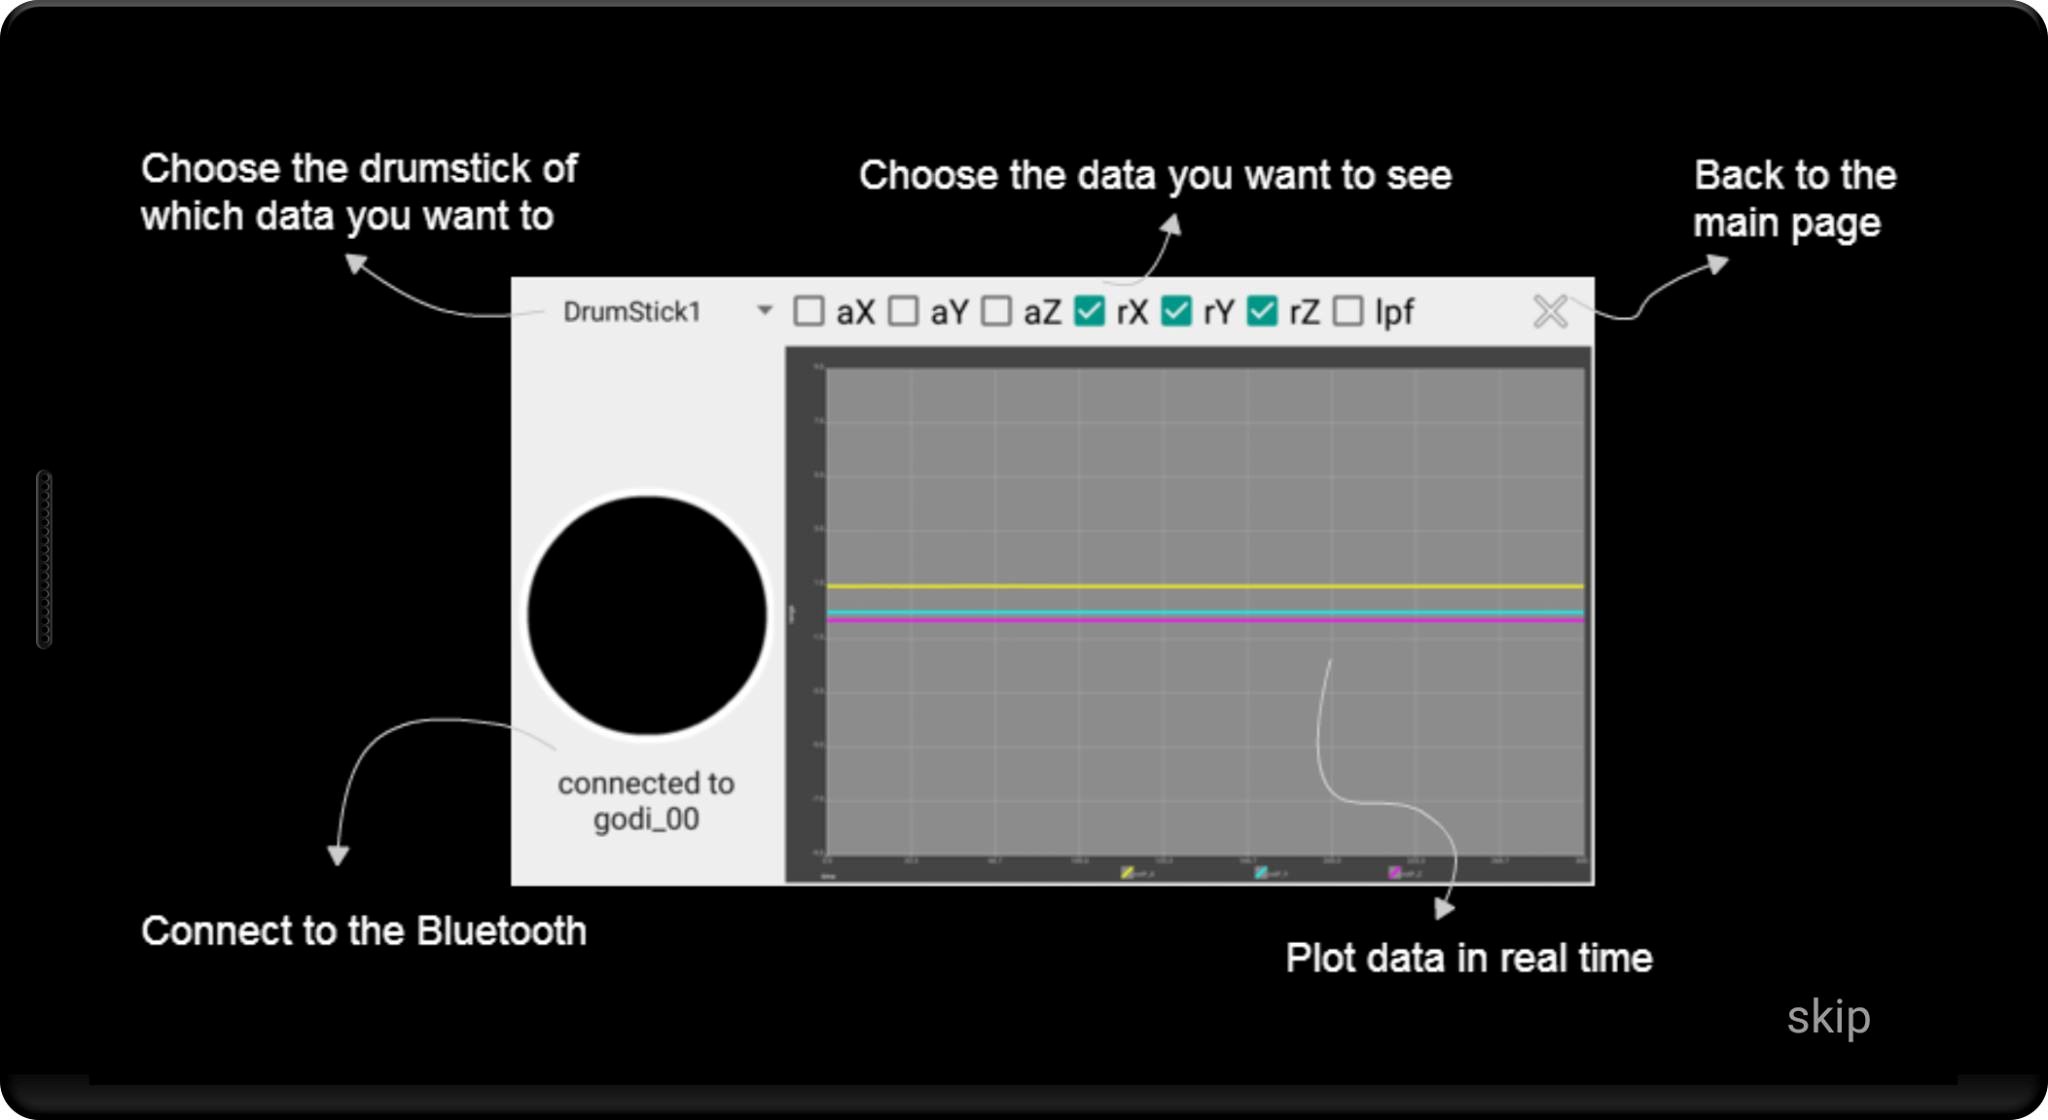 Choose the drumstick of
which data you want to
Choose the data you want to see
Back to the
main page
DrumStick1 aX aY aZ rX rY rZ lpf
connected to
godi_00
Connect to the Bluetooth
Plot data in real time
skip